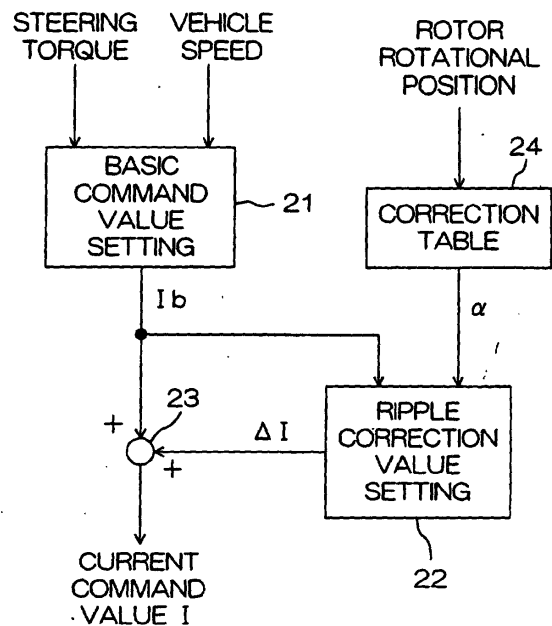 STEERING
TORQUE
VEHICLE
SPEED
ROTOR
ROTATIONAL
POSITION
BASIC
COMMAND
VALUE
SETTING
21
24
CORRECTION
TABLE
Ib
α
+
23
+
ΔI
RIPPLE
CORRECTION
VALUE
SETTING
22
CURRENT
COMMAND
VALUE I